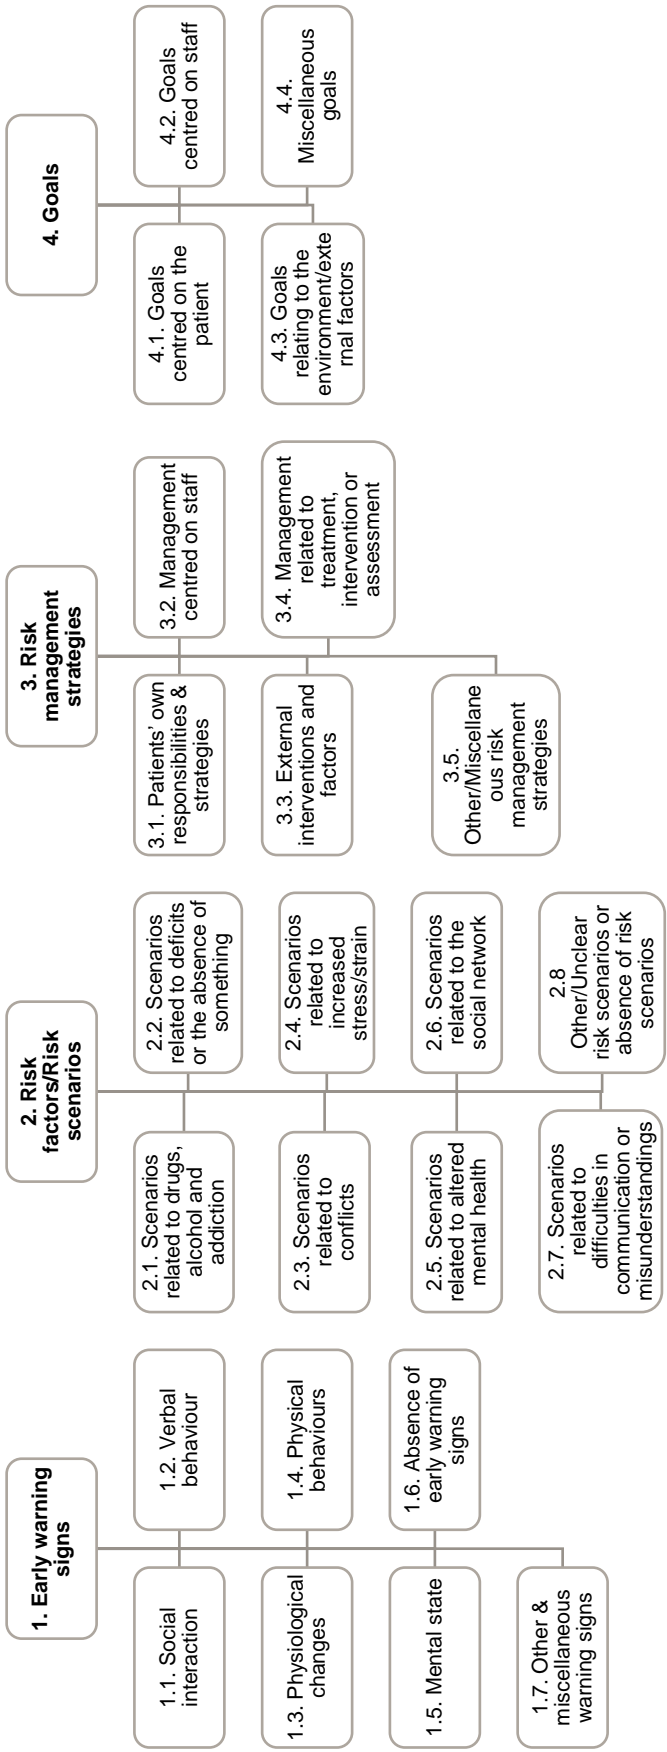 1. Early warning
signs
1.1. Social
interaction
1.2. Verbal
behaviour
1.3. Physiological
changes
1.4. Physical
behaviours
1.5. Mental state
1.6. Absence of
early warning
signs
1.7. Other &
miscellaneous
warning signs
2. Risk
factors/Risk
scenarios
2.1. Scenarios
related to drugs,
alcohol and
addiction
2.2. Scenarios
related to deficits
or the absence of
something
2.3. Scenarios
related to
conflicts
2.4. Scenarios
related to
increased
stress/strain
2.5. Scenarios
related to altered
mental health
2.6. Scenarios
related to the
social network
2.7. Scenarios
related to
difficulties in
communication or
misunderstandings
2.8
Other/Unclear
risk scenarios or
absence of risk
scenarios
3. Risk
management
strategies
3.1. Patients' own
responsibilities &
strategies
3.2. Management
centred on staff
3.3. External
interventions and
factors
3.4. Management
related to
treatment,
intervention or
assessment
3.5.
Other/Miscellane
ous risk
management
strategies
4. Goals
4.1. Goals
centred on the
patient
4.2. Goals
centred on staff
4.3. Goals
relating to the
environment/exte
rnal factors
4.4.
Miscellaneous
goals